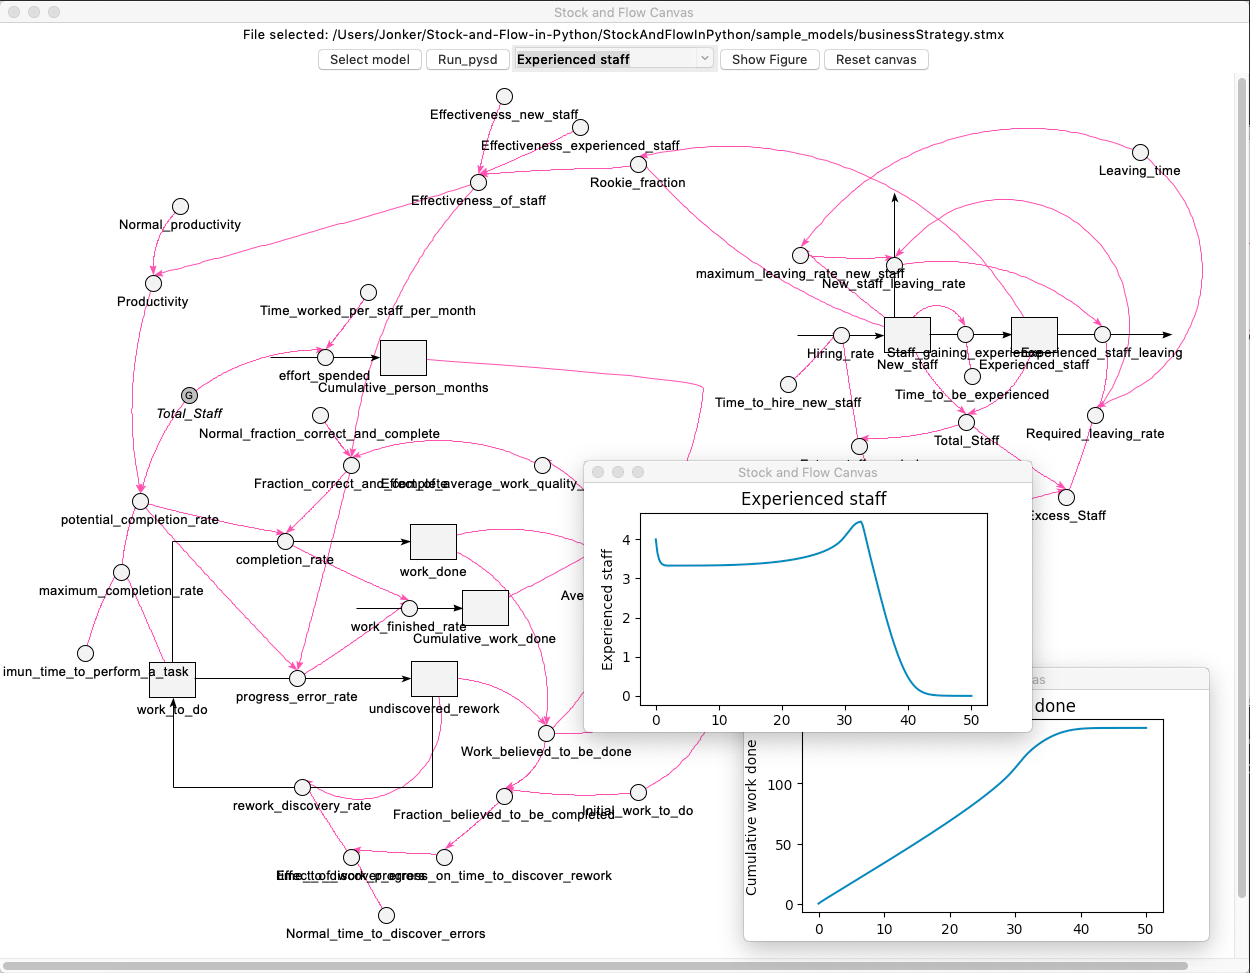 Stock and Flow Canvas
File selected: /Users/Jonker/Stock-and-Flow-in-Python/StockAndFlowInPython/sample_models/businessStrategy.stmx
Select model
Run_pysd
Experienced staff
Show Figure
Reset canvas
Effectiveness_new_staff
Effectiveness_experienced_staff
Rookie_fraction
Leaving_time
Effectiveness_of_staff
Normal_productivity
maximum_leaving_rate_new_staff
New_staff_leaving_rate
Productivity
Time_worked_per_staff_per_month
Hiring_rate
Staff_gaining_experience
Experienced_staff_leaving
New_staff
Experienced_staff
effort_spended
Cumulative_person_months
Time_to_be_experienced
Time_to_hire_new_staff
G
Total_Staff
Normal_fraction_correct_and_complete
Total_Staff
Required_leaving_rate
Fraction_correct_and_complete
Effect_of_average_work_quality_
Stock and Flow Canvas
Experienced staff
Experienced staff
4
3
2
1
0
0 10 20 30 40 50
potential_completion_rate
Excess_Staff
completion_rate
work_done
maximum_completion_rate
Ave
work_finished_rate
Cumulative_work_done
imun_time_to_perform_a_task
progress_error_rate
undiscovered_rework
work_to_do
Work_believed_to_be_done
as
done
Cumulative work done
100
50
0
0 10 20 30 40 50
rework_discovery_rate
Fraction_believed_to_be_completed
Initial_work_to_do
Normal_time_to_discover_errors